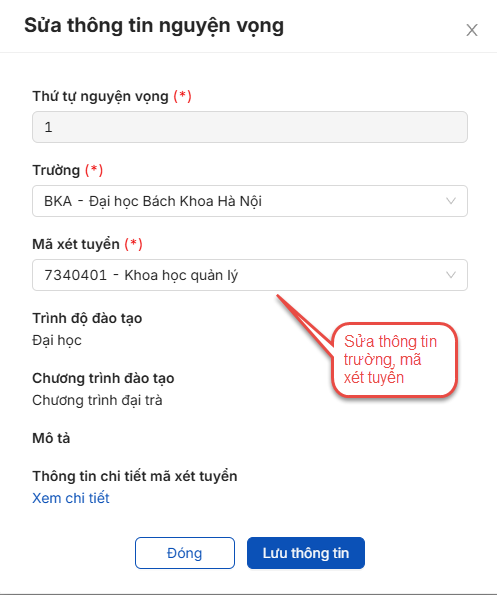 Sửa thông tin nguyện vọng
Thứ tự nguyện vọng (*)
1
Trường (*)
BKA - Đại học Bách Khoa Hà Nội
Mã xét tuyển (*)
7340401 - Khoa học quản lý
Trình độ đào tạo
Đại học
Sửa thông tin
trường, mã
xét tuyển
Chương trình đào tạo
Chương trình đại trà
Mô tả
Thông tin chi tiết mã xét tuyển
Xem chi tiết
Đóng
Lưu thông tin